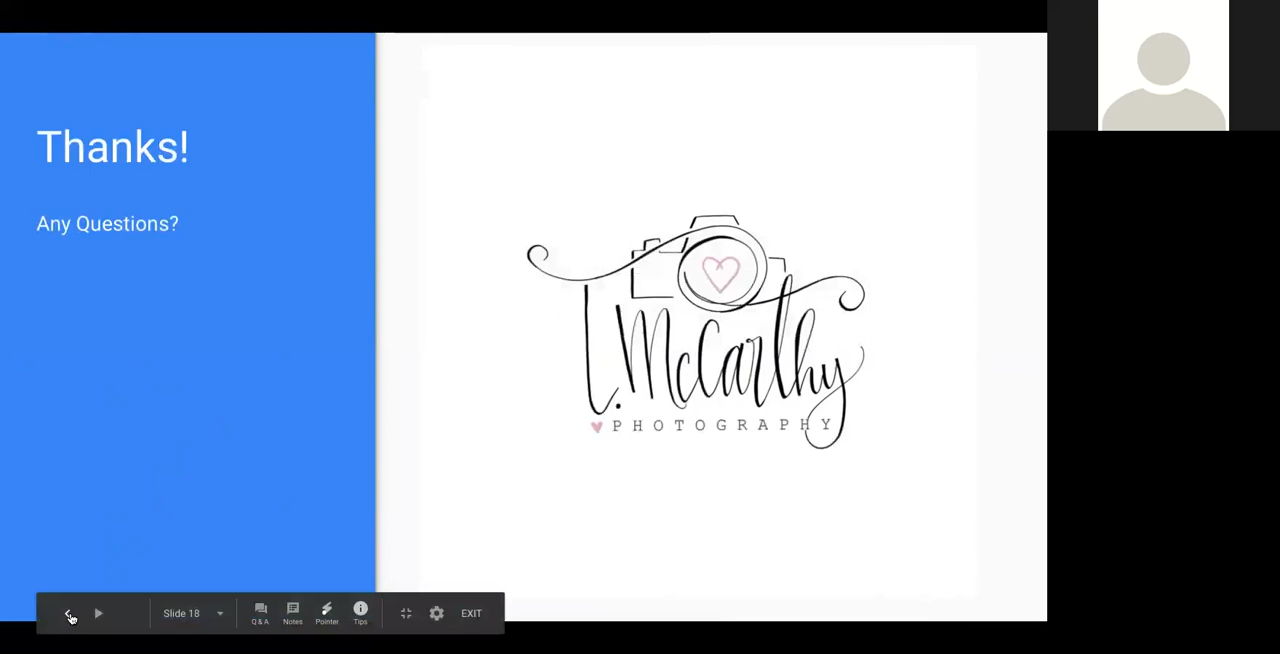 Thanks!
Any Questions?
L. McCarthy
PHOTOGRAPHY
Slide 18
Q & A
Notes
Pointer
Tips
EXIT